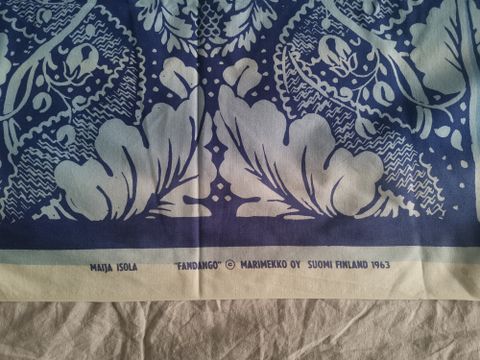 MAIJA ISOLA "FANDANGO" © MARIMEKKO OY SUOMI FINLAND 1963